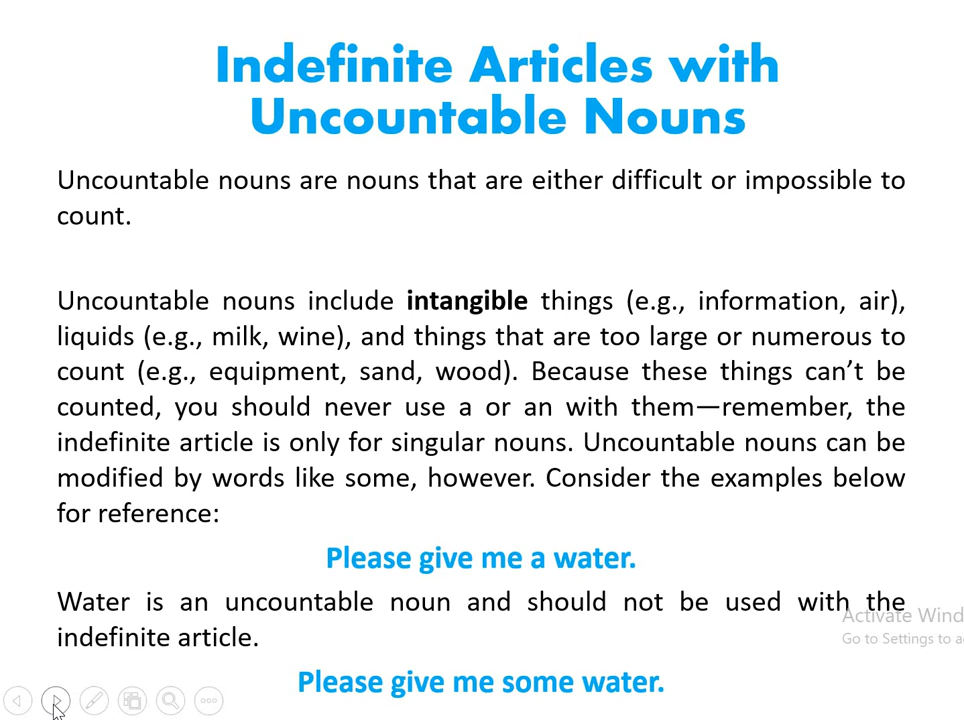 Indefinite Articles with
Uncountable Nouns
Uncountable nouns are nouns that are either difficult or impossible to
count.
Uncountable nouns include intangible things (e.g., information, air),
liquids (e.g., milk, wine), and things that are too large or numerous to
count (e.g., equipment, sand, wood). Because these things can’t be
counted, you should never use a or an with them—remember, the
indefinite article is only for singular nouns. Uncountable nouns can be
modified by words like some, however. Consider the examples below
for reference:
Please give me a water.
Water is an uncountable noun and should not be used with the
indefinite article.
Activate Wind
Go to Settings to a
Please give me some water.